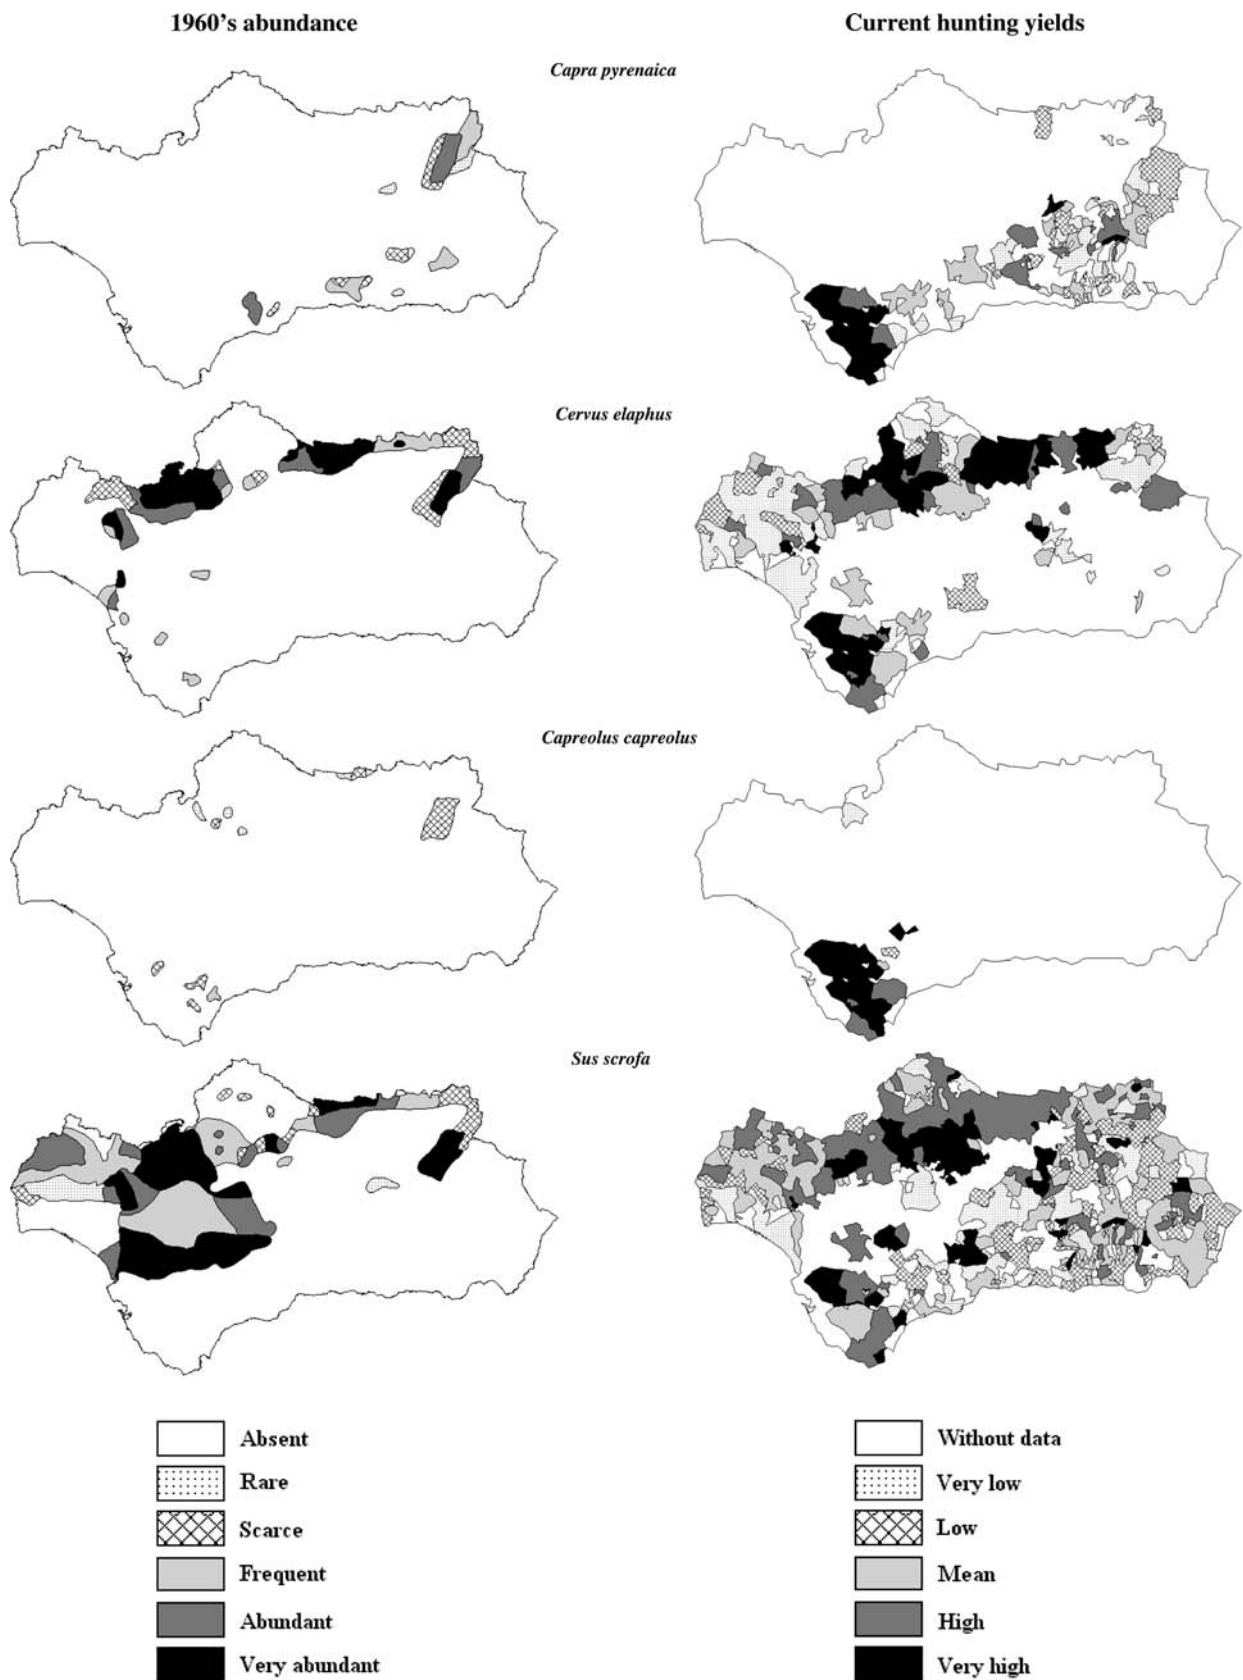 1960's abundance
Current hunting yields
Capra pyrenaica
Cervus elaphus
Capreolus capreolus
Sus scrofa
Absent
Rare
Scarce
Frequent
Abundant
Very abundant
Without data
Very low
Low
Mean
High
Very high